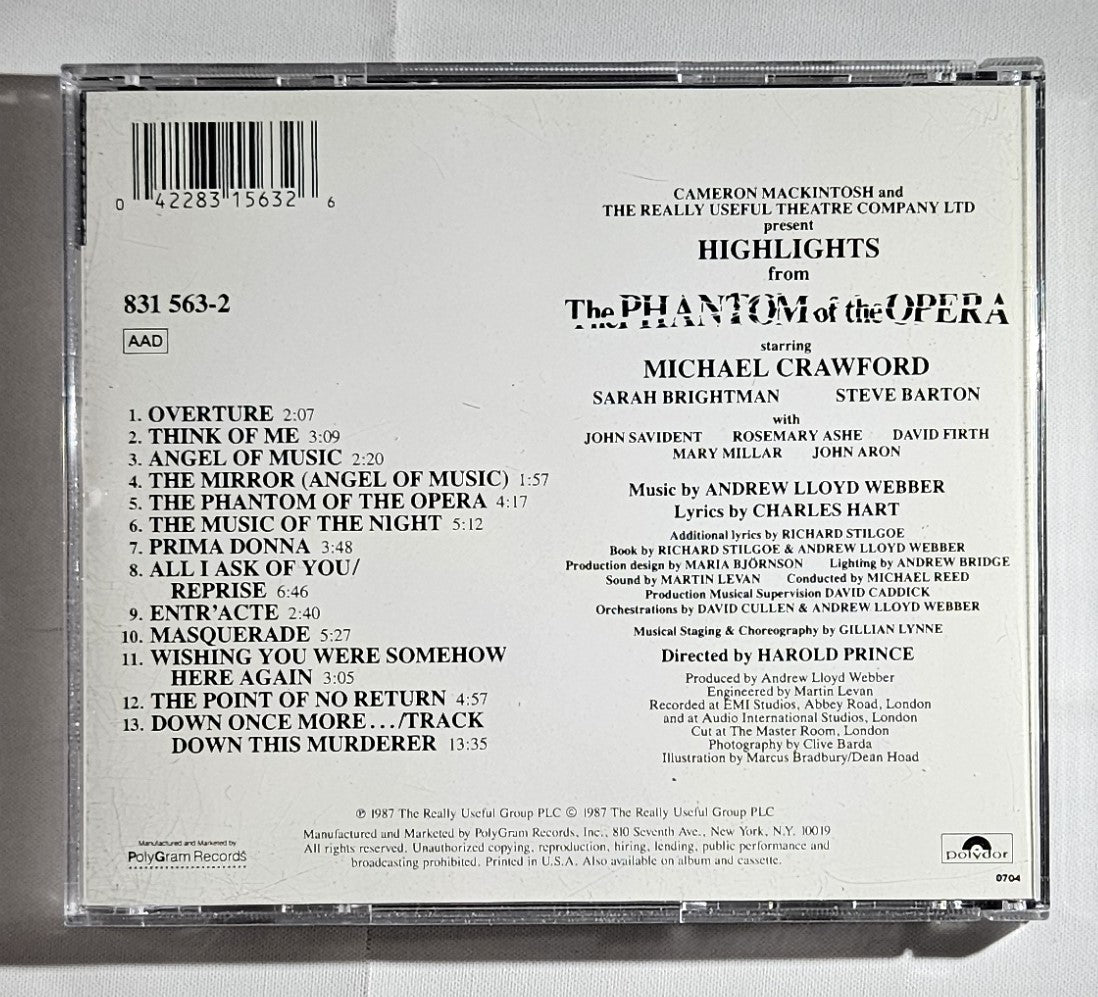 0 42283 15632 6
831 563-2
AAD
1. OVERTURE 2:07
2. THINK OF ME 3:09
3. ANGEL OF MUSIC 2:20
4. THE MIRROR (ANGEL OF MUSIC) 1:57
5. THE PHANTOM OF THE OPERA 4:17
6. THE MUSIC OF THE NIGHT 5:12
7. PRIMA DONNA 3:48
8. ALL I ASK OF YOU/
REPRISE 6:46
9. ENTR'ACTE 2:40
10. MASQUERADE 5:27
11. WISHING YOU WERE SOMEHOW
HERE AGAIN 3:05
12. THE POINT OF NO RETURN 4:57
13. DOWN ONCE MORE.../TRACK
DOWN THIS MURDERER 13:35
CAMERON MACKINTOSH and
THE REALLY USEFUL THEATRE COMPANY LTD
present
HIGHLIGHTS
from
The PHANTOM of the OPERA
starring
MICHAEL CRAWFORD
SARAH BRIGHTMAN STEVE BARTON
with
JOHN SAVIDENT ROSEMARY ASHE DAVID FIRTH
MARY MILLAR JOHN ARON
Music by ANDREW LLOYD WEBBER
Lyrics by CHARLES HART
Additional lyrics by RICHARD STILGOE
Book by RICHARD STILGOE & ANDREW LLOYD WEBBER
Production design by MARIA BJÖRNSON Lighting by ANDREW BRIDGE
Sound by MARTIN LEVAN Conducted by MICHAEL REED
Production Musical Supervision DAVID CADDICK
Orchestrations by DAVID CULLEN & ANDREW LLOYD WEBBER
Musical Staging & Choreography by GILLIAN LYNNE
Directed by HAROLD PRINCE
Produced by Andrew Lloyd Webber
Engineered by Martin Levan
Recorded at EMI Studios, Abbey Road, London
and at Audio International Studios, London
Cut at The Master Room, London
Photography by Clive Barda
Illustration by Marcus Bradbury/Dean Hoad
℗ 1987 The Really Useful Group PLC © 1987 The Really Useful Group PLC
Manufactured and Marketed by PolyGram Records, Inc., 810 Seventh Ave., New York, N.Y. 10019
All rights reserved. Unauthorized copying, reproduction, hiring, lending, public performance and
broadcasting prohibited. Printed in U.S.A. Also available on album and cassette.
Manufactured and Marketed by
PolyGram Records
polydor
0704